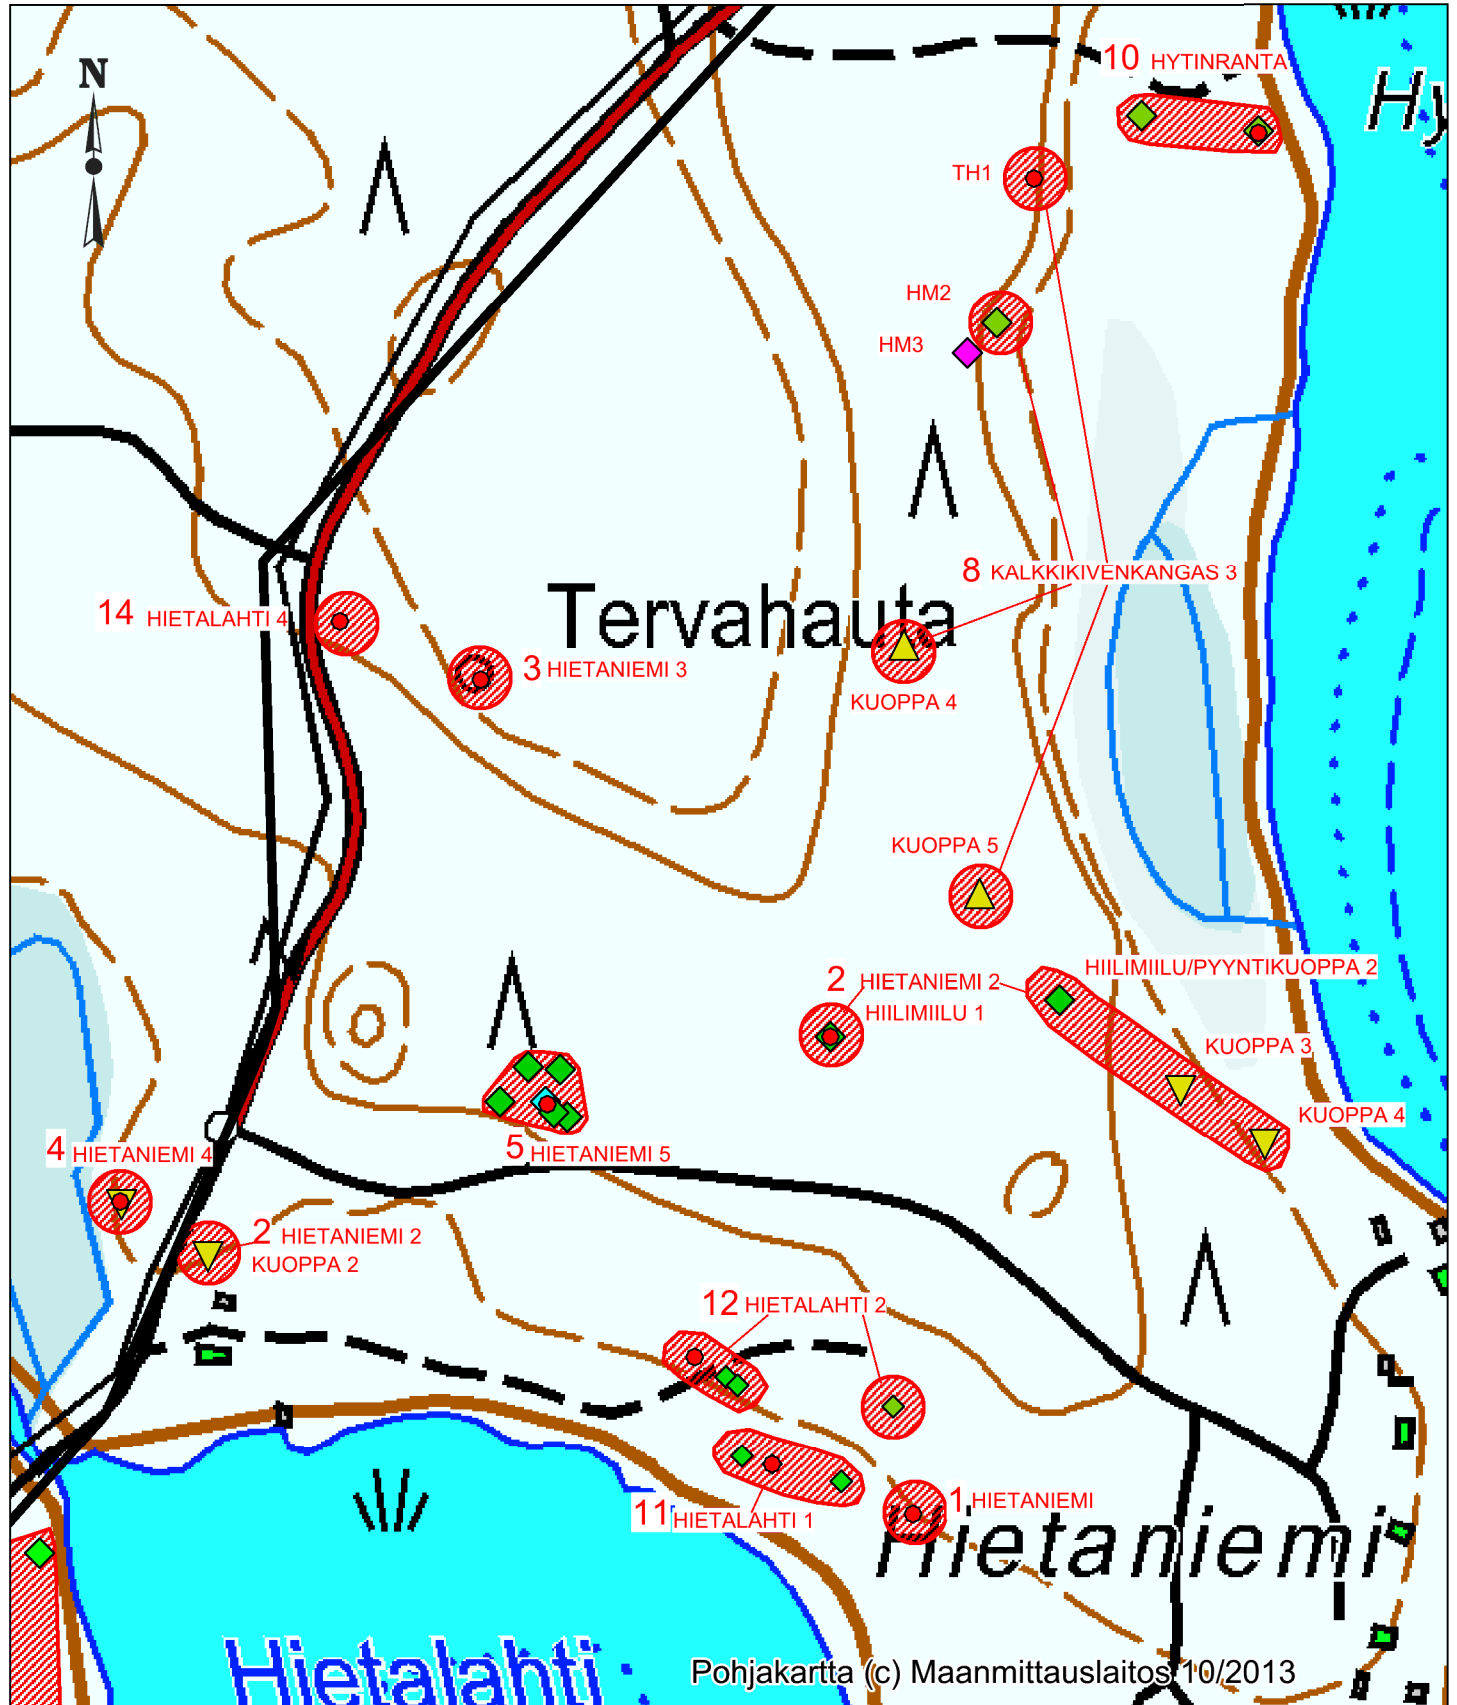 10 HYTINRANTA
N
Hy
TH1
HM2
HM3
8 KALKKIKIVENKANGAS 3
14 HIETALAHTI 4
Tervahauta
3 HIETANIEMI 3
KUOPPA 4
KUOPPA 5
2 HIETANIEMI 2
HIILIMIILU 1
HIILIMIILU/PYYNTIKUOPPA 2
KUOPPA 3
KUOPPA 4
4 HIETANIEMI 4
5 HIETANIEMI 5
2 HIETANIEMI 2
KUOPPA 2
12 HIETALAHTI 2
11 HIETALAHTI 1
1 HIETANIEMI
Hietaniemi
Hietalahti
Pohjakartta (c) Maanmittauslaitos 10/2013